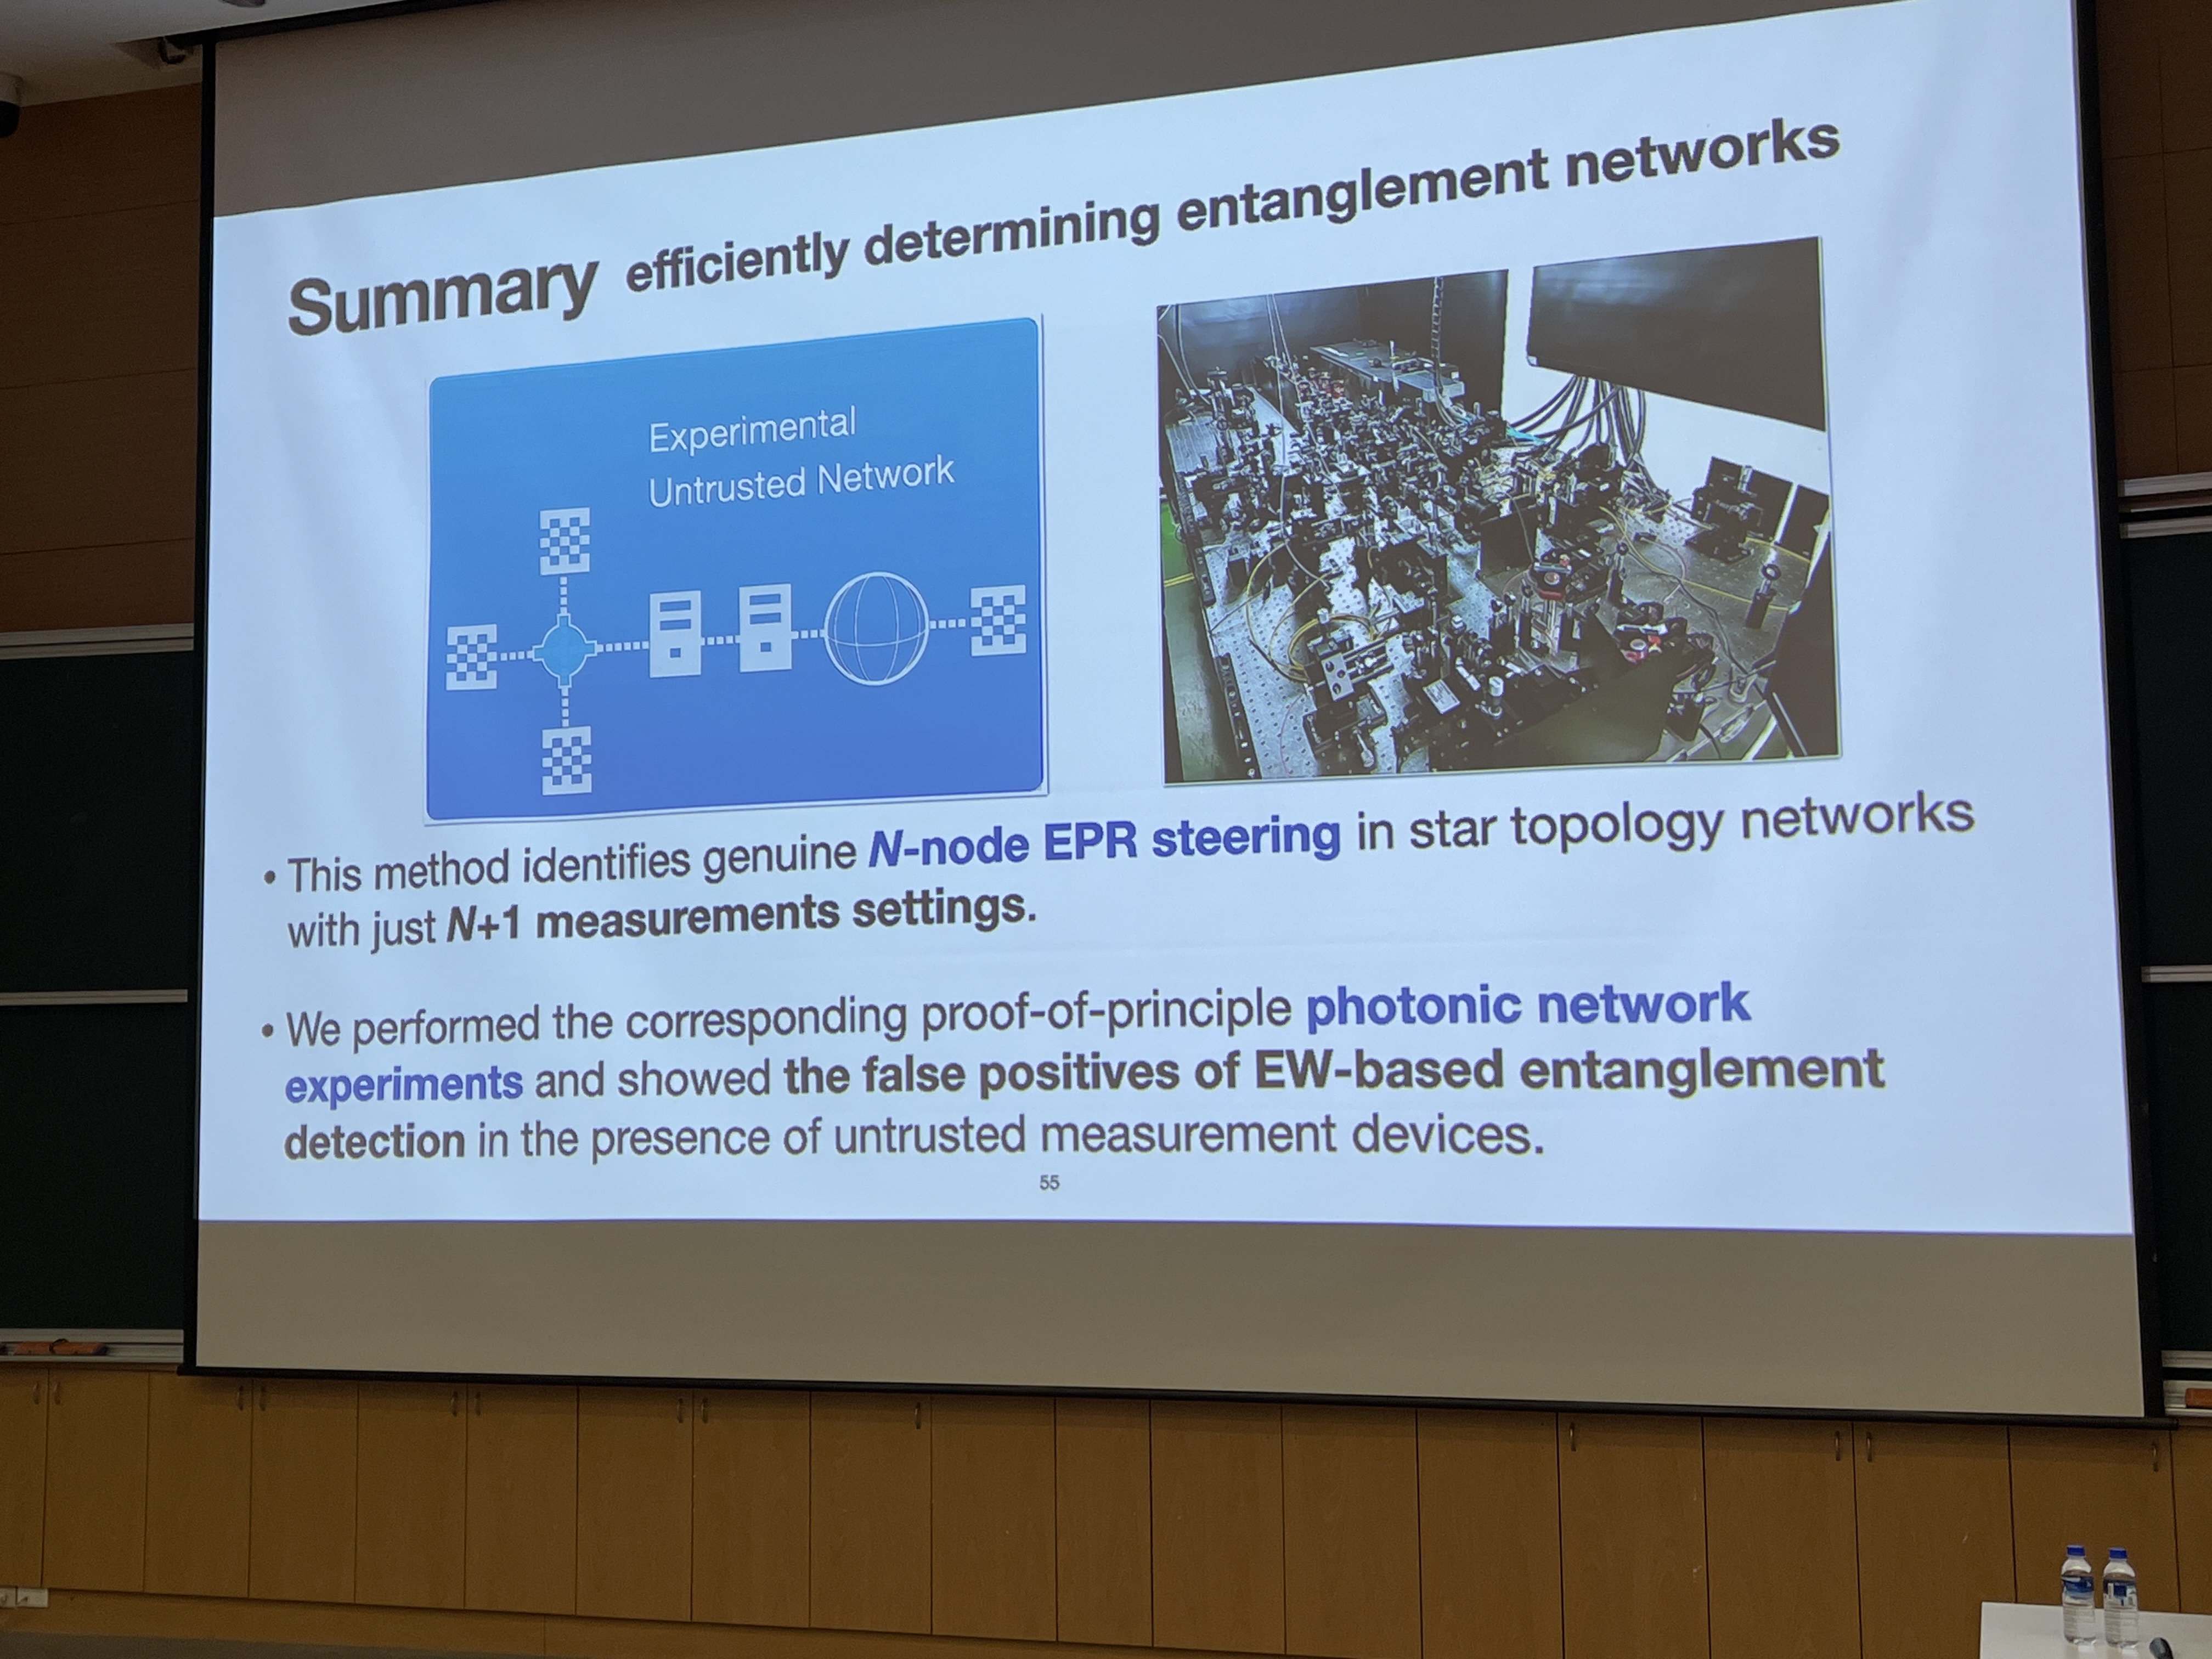 Summary efficiently determining entanglement networks
Experimental
Untrusted Network
• This method identifies genuine N-node EPR steering in star topology networks
with just N+1 measurements settings.
• We performed the corresponding proof-of-principle photonic network
experiments and showed the false positives of EW-based entanglement
detection in the presence of untrusted measurement devices.
55